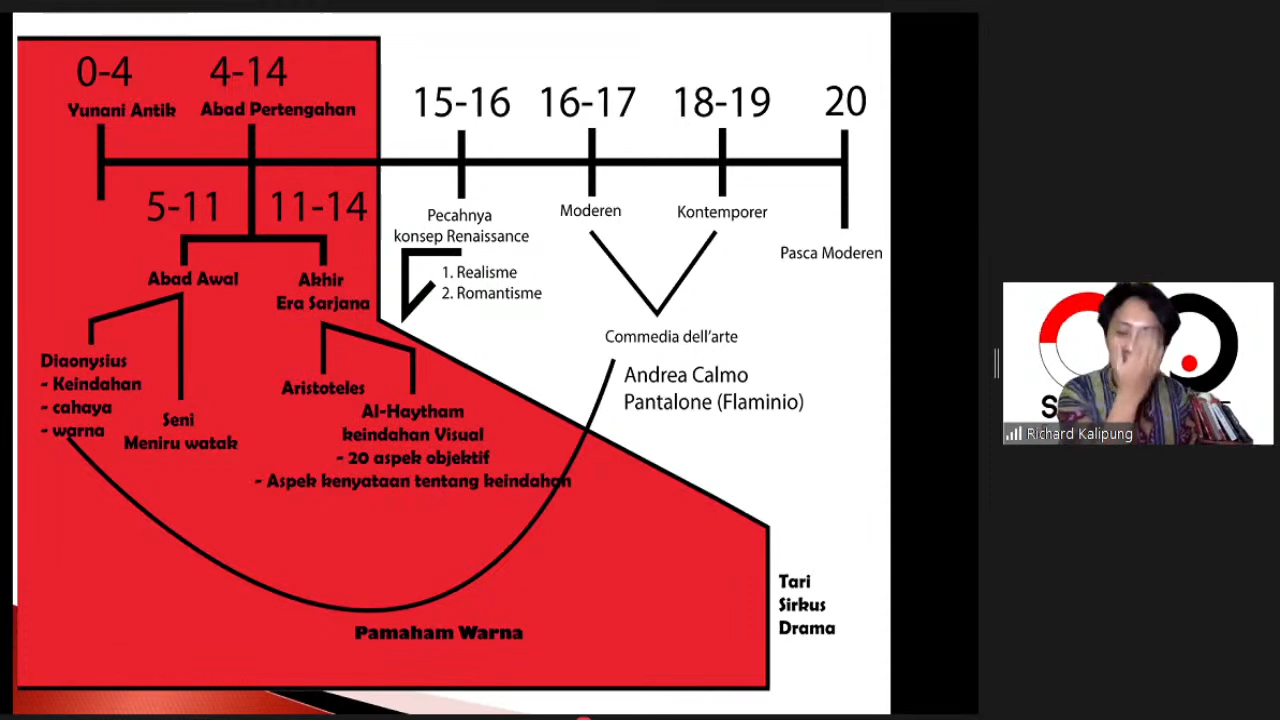 0-4
Yunani Antik
4-14
Abad Pertengahan
15-16
16-17
18-19
20
5-11
11-14
Pecahnya
konsep Renaissance
Moderen
Kontemporer
Pasca Moderen
1. Realisme
2. Romantisme
Abad Awal
Akhir
Era Sarjana
Commedia dell'arte
Andrea Calmo
Pantalone (Flaminio)
Diaonysius
- Keindahan
- cahaya
- warna
Seni
Meniru watak
Aristoteles
Al-Haytham
keindahan Visual
- 20 aspek objektif
- Aspek kenyataan tentang keindahan
Pamaham Warna
Tari
Sirkus
Drama
Richard Kalipung